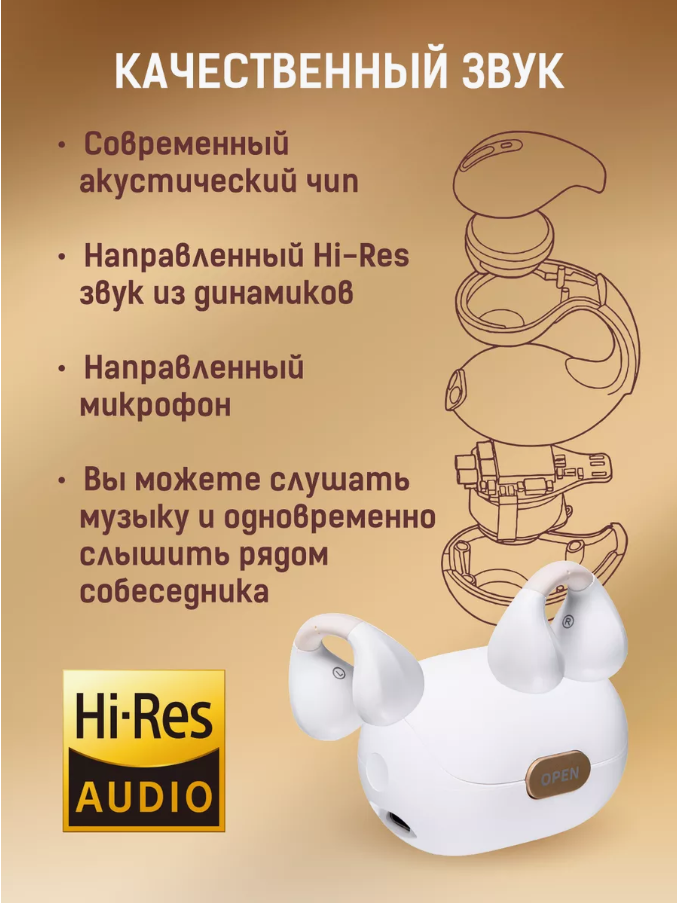 КАЧЕСТВЕННЫЙ ЗВУК
• Современный
акустический чип
• Направленный Hi-Res
звук из динамиков
• Направленный
микрофон
• Вы можете слушать
музыку и одновременно
слышить рядом
собеседника
Hi-Res
AUDIO
L
R
OPEN